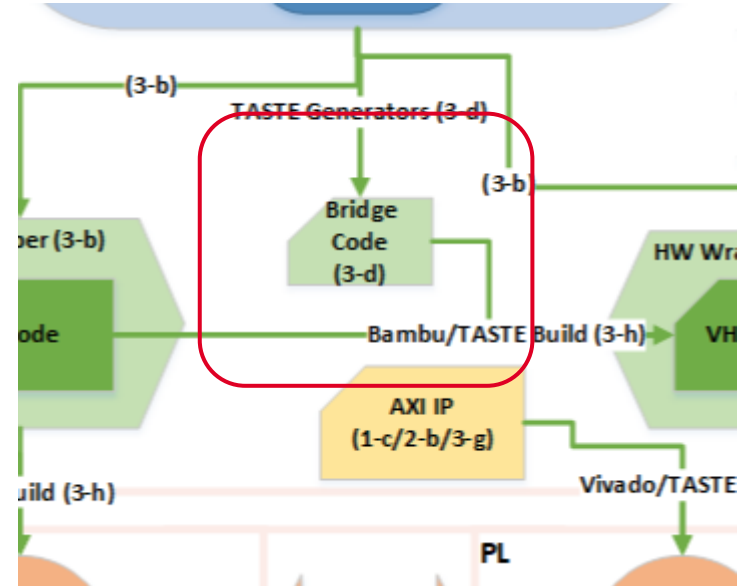 (3-b)
TASTE Generators (3-d)
(3-b)
Bridge
Code
(3-d)
per (3-b)
HW Wra
ode
Bambu/TASTE Build (3-h)
VH
AXI IP
(1-c/2-b/3-g)
uild (3-h)
Vivado/TASTE
PL